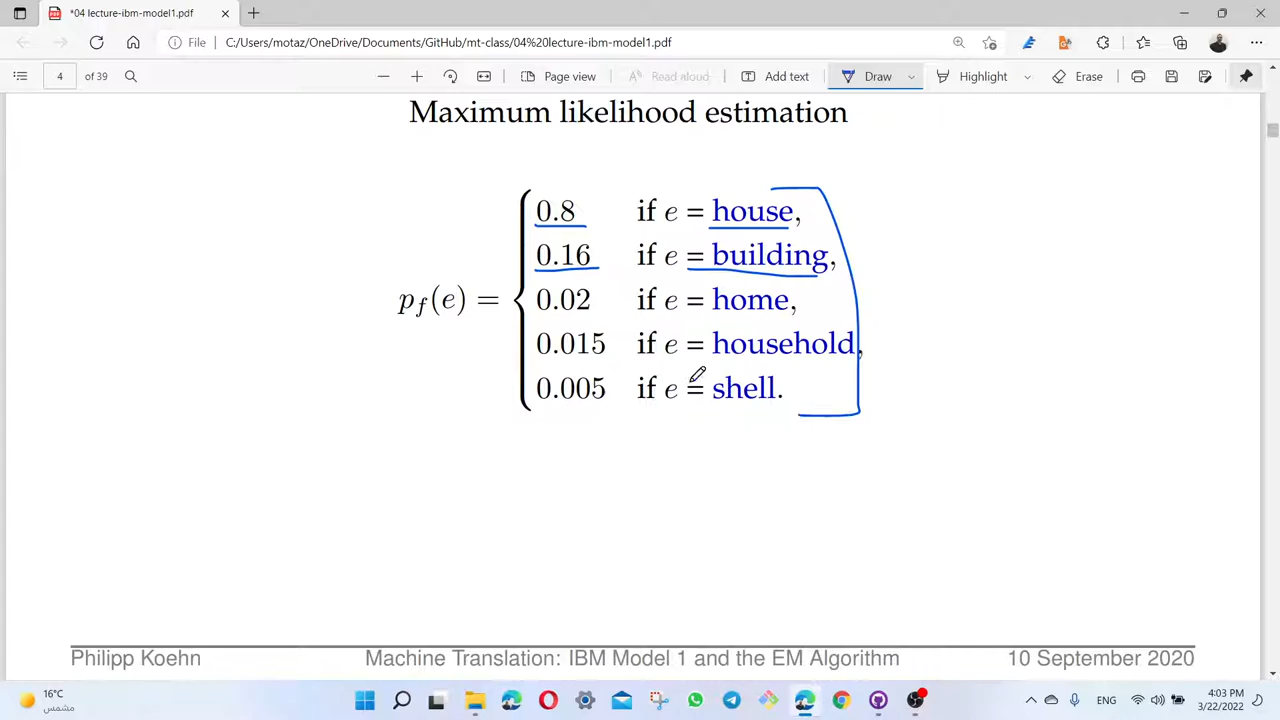 *04 lecture-ibm-model1.pdf
File C:/Users/motaz/OneDrive/Documents/GitHub/mt-class/04%20lecture-ibm-model1.pdf
4 of 39 Page view Read aloud Add text Draw Highlight Erase
Maximum likelihood estimation
0.8 if e = house,
0.16 if e = building,
p_f(e) = 0.02 if e = home,
0.015 if e = household,
0.005 if e = shell.
Philipp Koehn Machine Translation: IBM Model 1 and the EM Algorithm 10 September 2020
16°C
مشمس
ENG
4:03 PM
3/22/2022